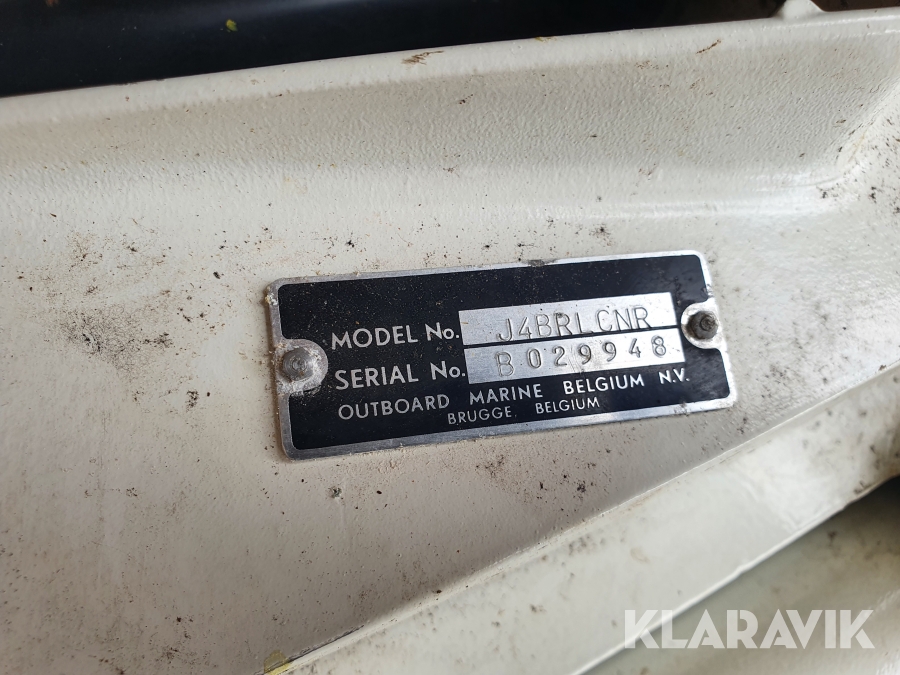 MODEL No. J4BRLCNR
SERIAL No. B029948
OUTBOARD MARINE BELGIUM N.V.
BRUGGE. BELGIUM
KLARAVIK